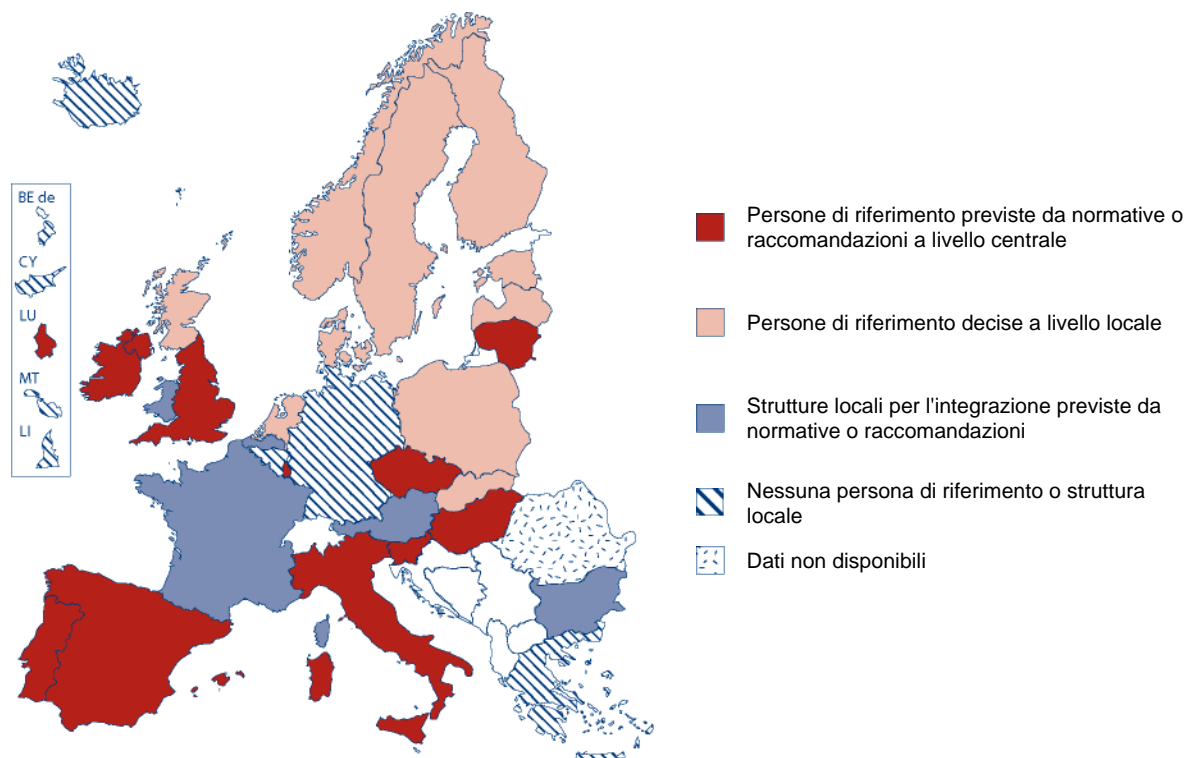 BE de
CY
LU
MT
LI
Persone di riferimento previste da normative o
raccomandazioni a livello centrale
Persone di riferimento decise a livello locale
Strutture locali per l'integrazione previste da
normative o raccomandazioni
Nessuna persona di riferimento o struttura
locale
Dati non disponibili